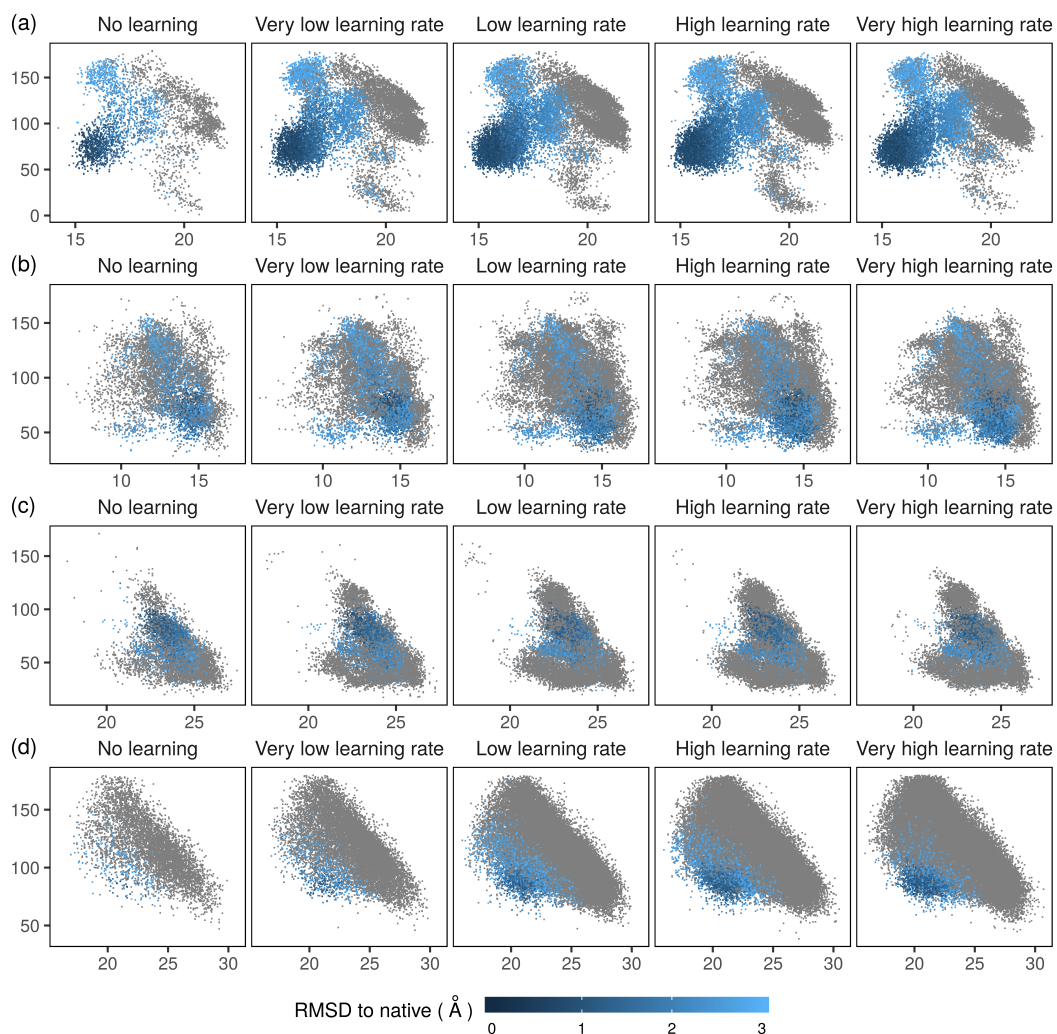 (a) No learning Very low learning rate Low learning rate High learning rate Very high learning rate
150
100
50
0
15 20 15 20 15 20 15 20 15 20
(b) No learning Very low learning rate Low learning rate High learning rate Very high learning rate
150
100
50
10 15 10 15 10 15 10 15 10 15
(c) No learning Very low learning rate Low learning rate High learning rate Very high learning rate
150
100
50
20 25 20 25 20 25 20 25 20 25
(d) No learning Very low learning rate Low learning rate High learning rate Very high learning rate
150
100
50
20 25 30 20 25 30 20 25 30 20 25 30 20 25 30
RMSD to native ( Å )
0 1 2 3